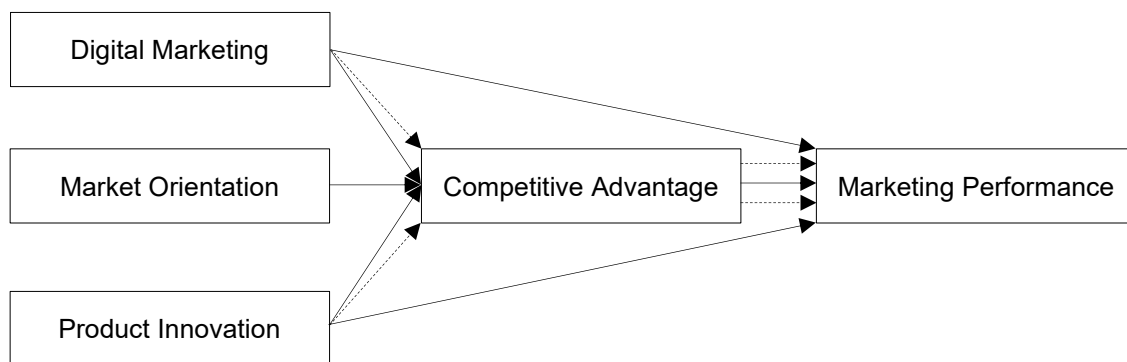 Digital Marketing
Market Orientation
Competitive Advantage
Marketing Performance
Product Innovation